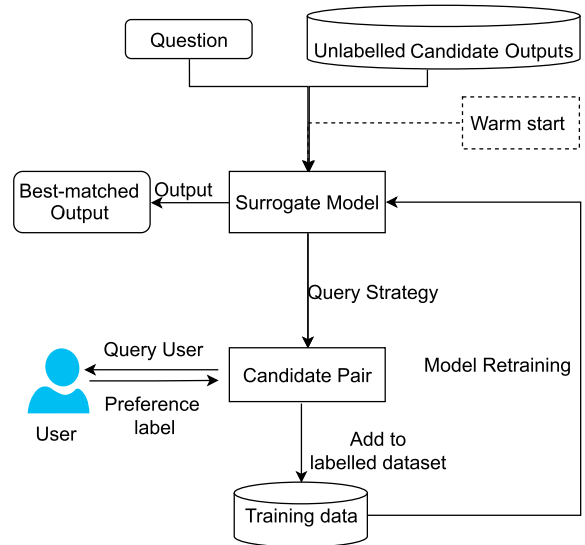 Question
Unlabelled Candidate Outputs
Warm start
Best-matched
Output
Output
Surrogate Model
Query Strategy
Query User
Candidate Pair
Model Retraining
Preference
label
User
Add to
labelled dataset
Training data